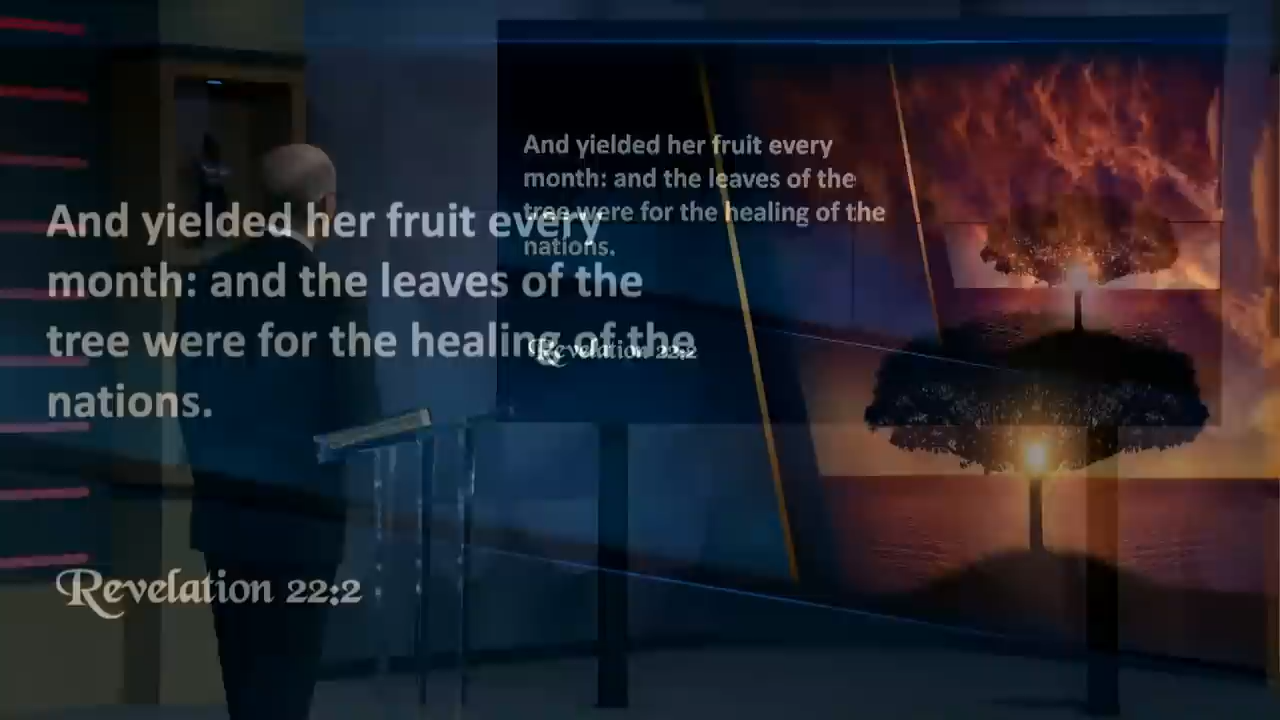 And yielded her fruit every
month: and the leaves of the
tree were for the healing of the
nations.
Revelation 22:2
And yielded her fruit every
month: and the leaves of the
tree were for the healing of the
nations.
Revelation 22:2